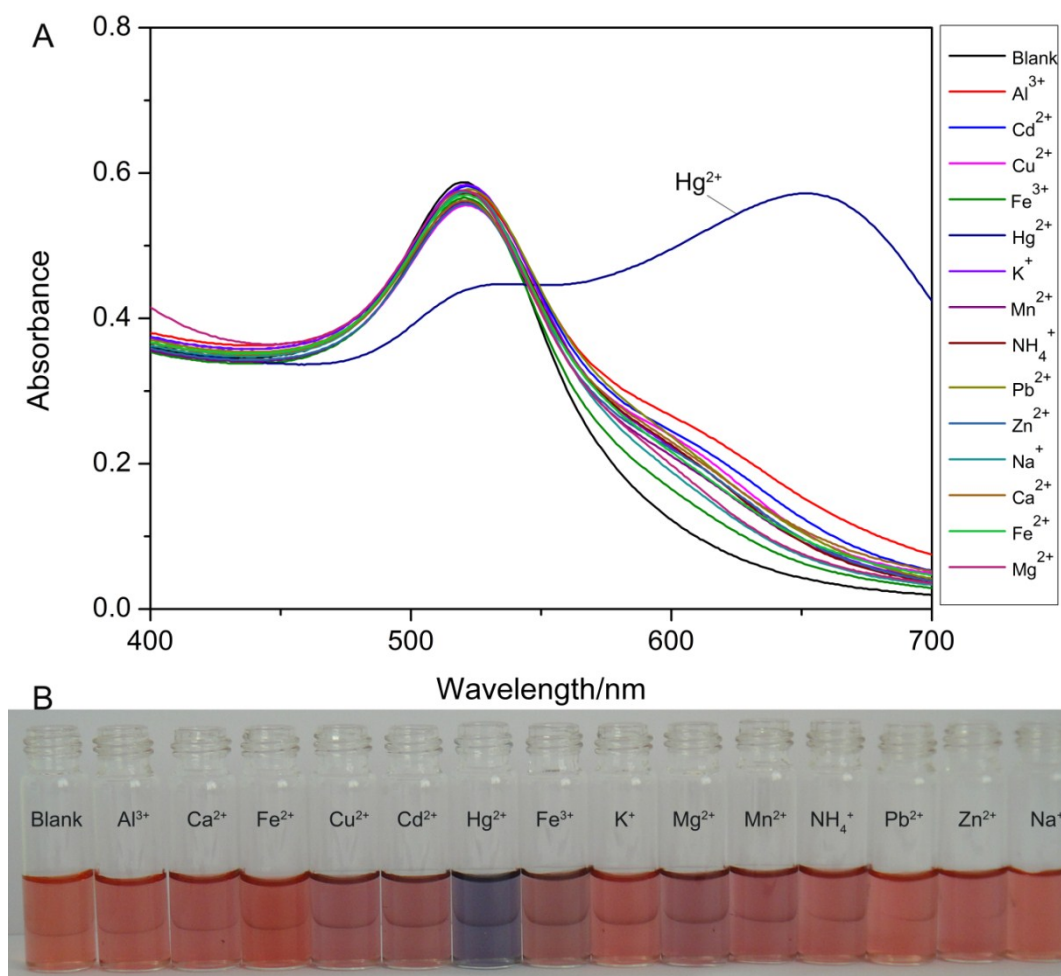 A
0.8
0.6
0.4
0.2
0.0
Absorbance
400
500
600
700
Wavelength/nm
Hg²⁺
Blank
Al³⁺
Cd²⁺
Cu²⁺
Fe³⁺
Hg²⁺
K⁺
Mn²⁺
NH₄⁺
Pb²⁺
Zn²⁺
Na⁺
Ca²⁺
Fe²⁺
Mg²⁺
B
Blank Al³⁺ Ca²⁺ Fe²⁺ Cu²⁺ Cd²⁺ Hg²⁺ Fe³⁺ K⁺ Mg²⁺ Mn²⁺ NH₄⁺ Pb²⁺ Zn²⁺ Na⁺